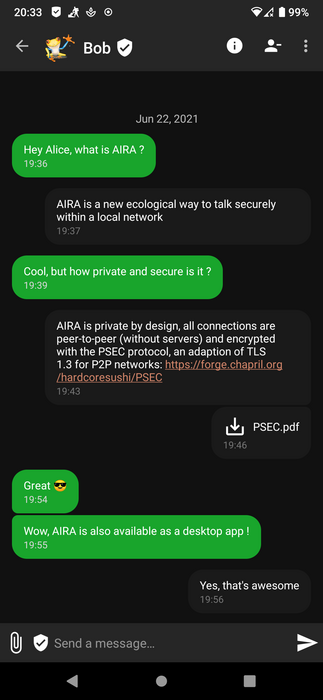 20:33
99%
Bob
Jun 22, 2021
Hey Alice, what is AIRA ?
19:36
AIRA is a new ecological way to talk securely
within a local network
19:37
Cool, but how private and secure is it ?
19:39
AIRA is private by design, all connections are
peer-to-peer (without servers) and encrypted
with the PSEC protocol, an adaption of TLS
1.3 for P2P networks: https://forge.chapril.org
/hardcoresushi/PSEC
19:43
PSEC.pdf
19:46
Great 😎
19:54
Wow, AIRA is also available as a desktop app !
19:55
Yes, that's awesome
19:56
Send a message…